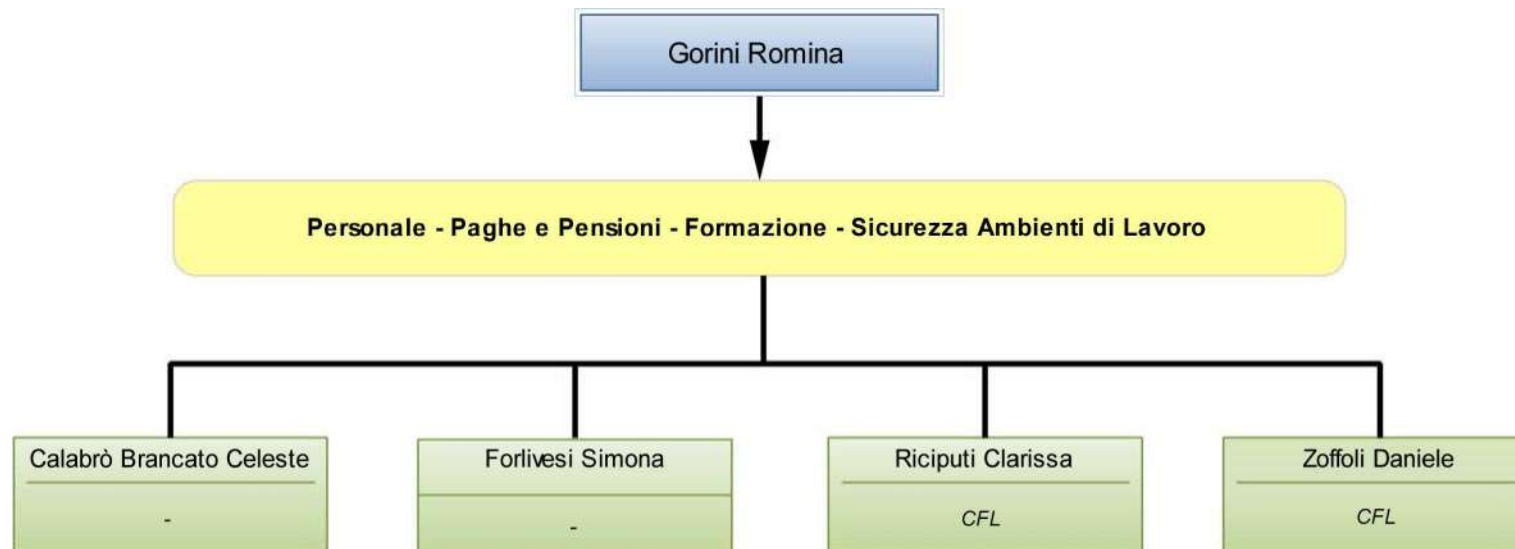 Gorini Romina
Personale - Paghe e Pensioni - Formazione - Sicurezza Ambienti di Lavoro
Calabrò Brancato Celeste
-
Forlivesi Simona
-
Riciputi Clarissa
CFL
Zoffoli Daniele
CFL